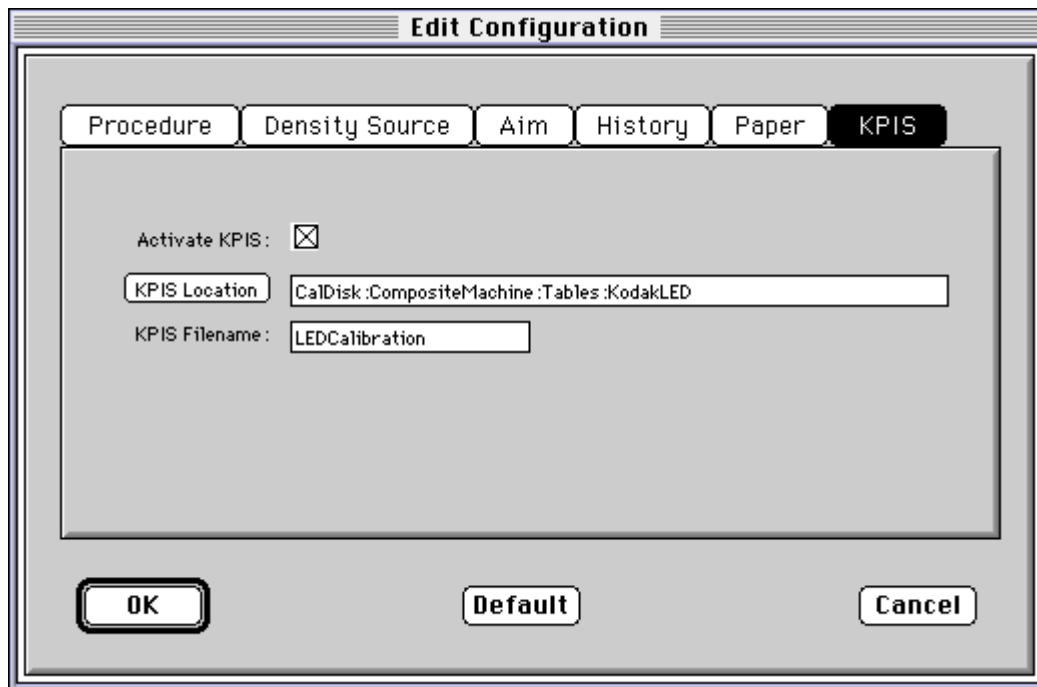 Edit Configuration
Procedure Density Source Aim History Paper KPIS
Activate KPIS:
KPIS Location CalDisk:CompositeMachine:Tables:KodakLED
KPIS Filename: LEDCalibration
OK Default Cancel